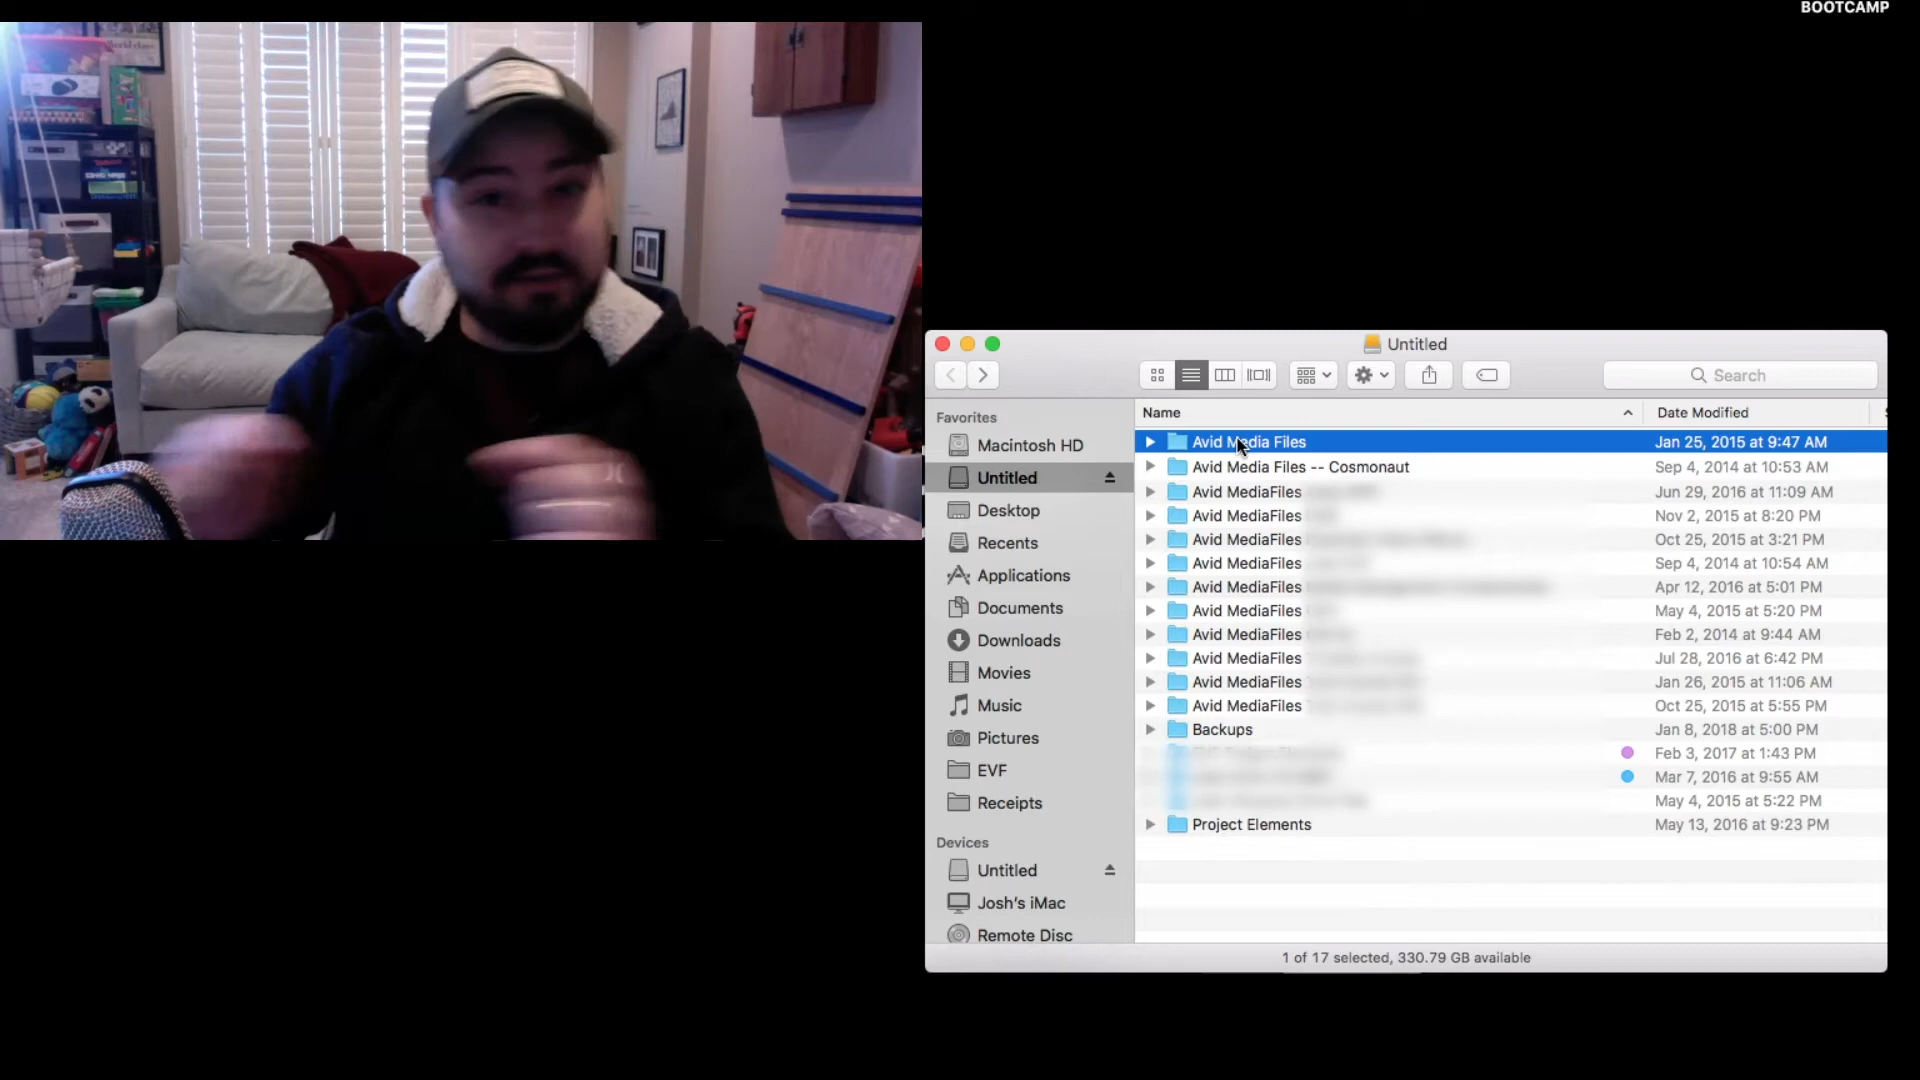 BOOTCAMP
Untitled
Search
Favorites
Macintosh HD
Untitled
Desktop
Recents
Applications
Documents
Downloads
Movies
Music
Pictures
EVF
Receipts
Devices
Untitled
Josh's iMac
Remote Disc
Name Date Modified
Avid Media Files Jan 25, 2015 at 9:47 AM
Avid Media Files -- Cosmonaut Sep 4, 2014 at 10:53 AM
Avid MediaFiles Jun 29, 2016 at 11:09 AM
Avid MediaFiles Nov 2, 2015 at 8:20 PM
Avid MediaFiles Oct 25, 2015 at 3:21 PM
Avid MediaFiles Sep 4, 2014 at 10:54 AM
Avid MediaFiles Apr 12, 2016 at 5:01 PM
Avid MediaFiles May 4, 2015 at 5:20 PM
Avid MediaFiles Feb 2, 2014 at 9:44 AM
Avid MediaFiles Jul 28, 2016 at 6:42 PM
Avid MediaFiles Jan 26, 2015 at 11:06 AM
Avid MediaFiles Oct 25, 2015 at 5:55 PM
Backups Jan 8, 2018 at 5:00 PM
Feb 3, 2017 at 1:43 PM
Mar 7, 2016 at 9:55 AM
May 4, 2015 at 5:22 PM
Project Elements May 13, 2016 at 9:23 PM
1 of 17 selected, 330.79 GB available